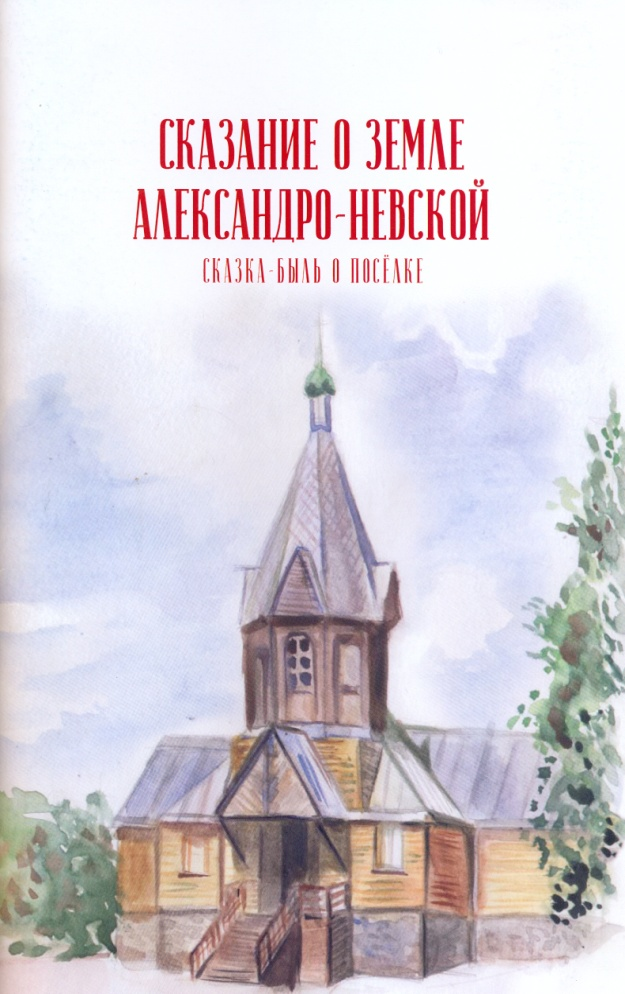 СКАЗАНИЕ О ЗЕМЛЕ
АЛЕКСАНДРО-НЕВСКОЙ
СКАЗКА-БЫЛЬ О ПОСЁЛКЕ